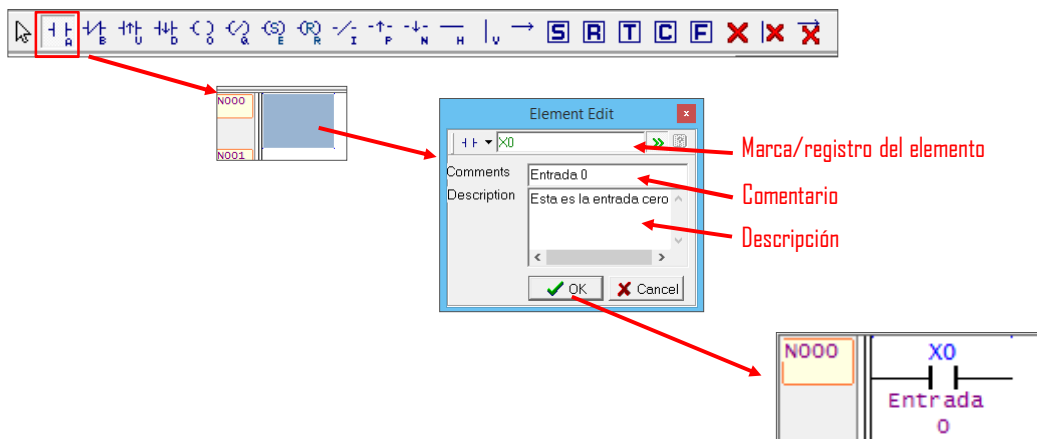 A B U D O Q E R I P N H V S R T C F
N000
N001
Element Edit
X0
Marca/registro del elemento
Comments Entrada 0
Comentario
Description Esta es la entrada cero
Descripción
OK Cancel
N000 X0
Entrada
0